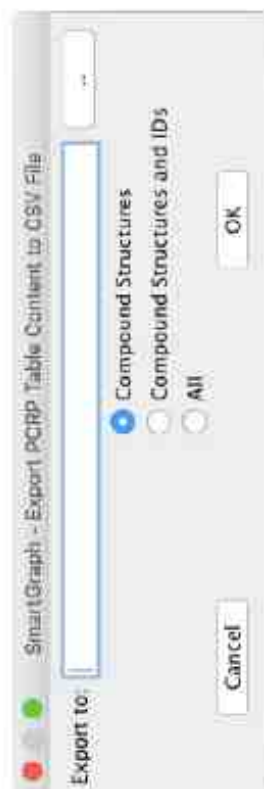 SmartGraph - Export PCRP Table Content to CSV File
Export to:
..
Compound Structures
Compound Structures and IDs
All
Cancel
OK